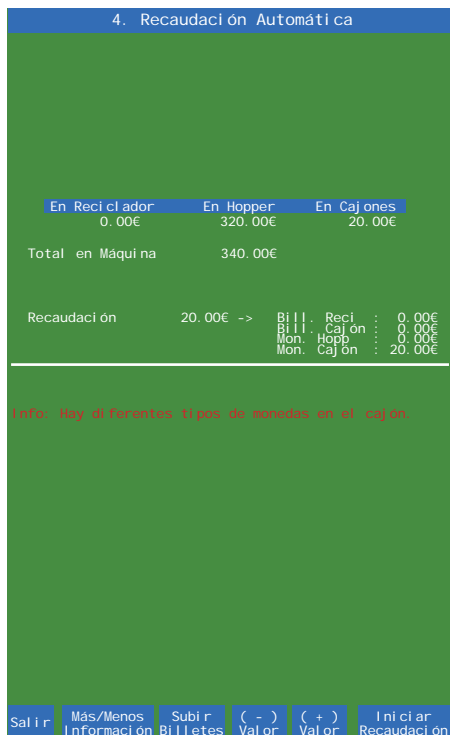 4. Recaudación Automática
En Reciclador En Hopper En Cajones
0.00€ 320.00€ 20.00€
Total en Máquina 340.00€
Recaudación 20.00€ -> Bill. Reci : 0.00€
Bill. Cajón : 0.00€
Mon. Hopp : 0.00€
Mon. Cajón : 20.00€
Info: Hay diferentes tipos de monedas en el cajón.
Salir Más/Menos Información Subir Billetes ( - ) Valor ( + ) Valor Iniciar Recaudación